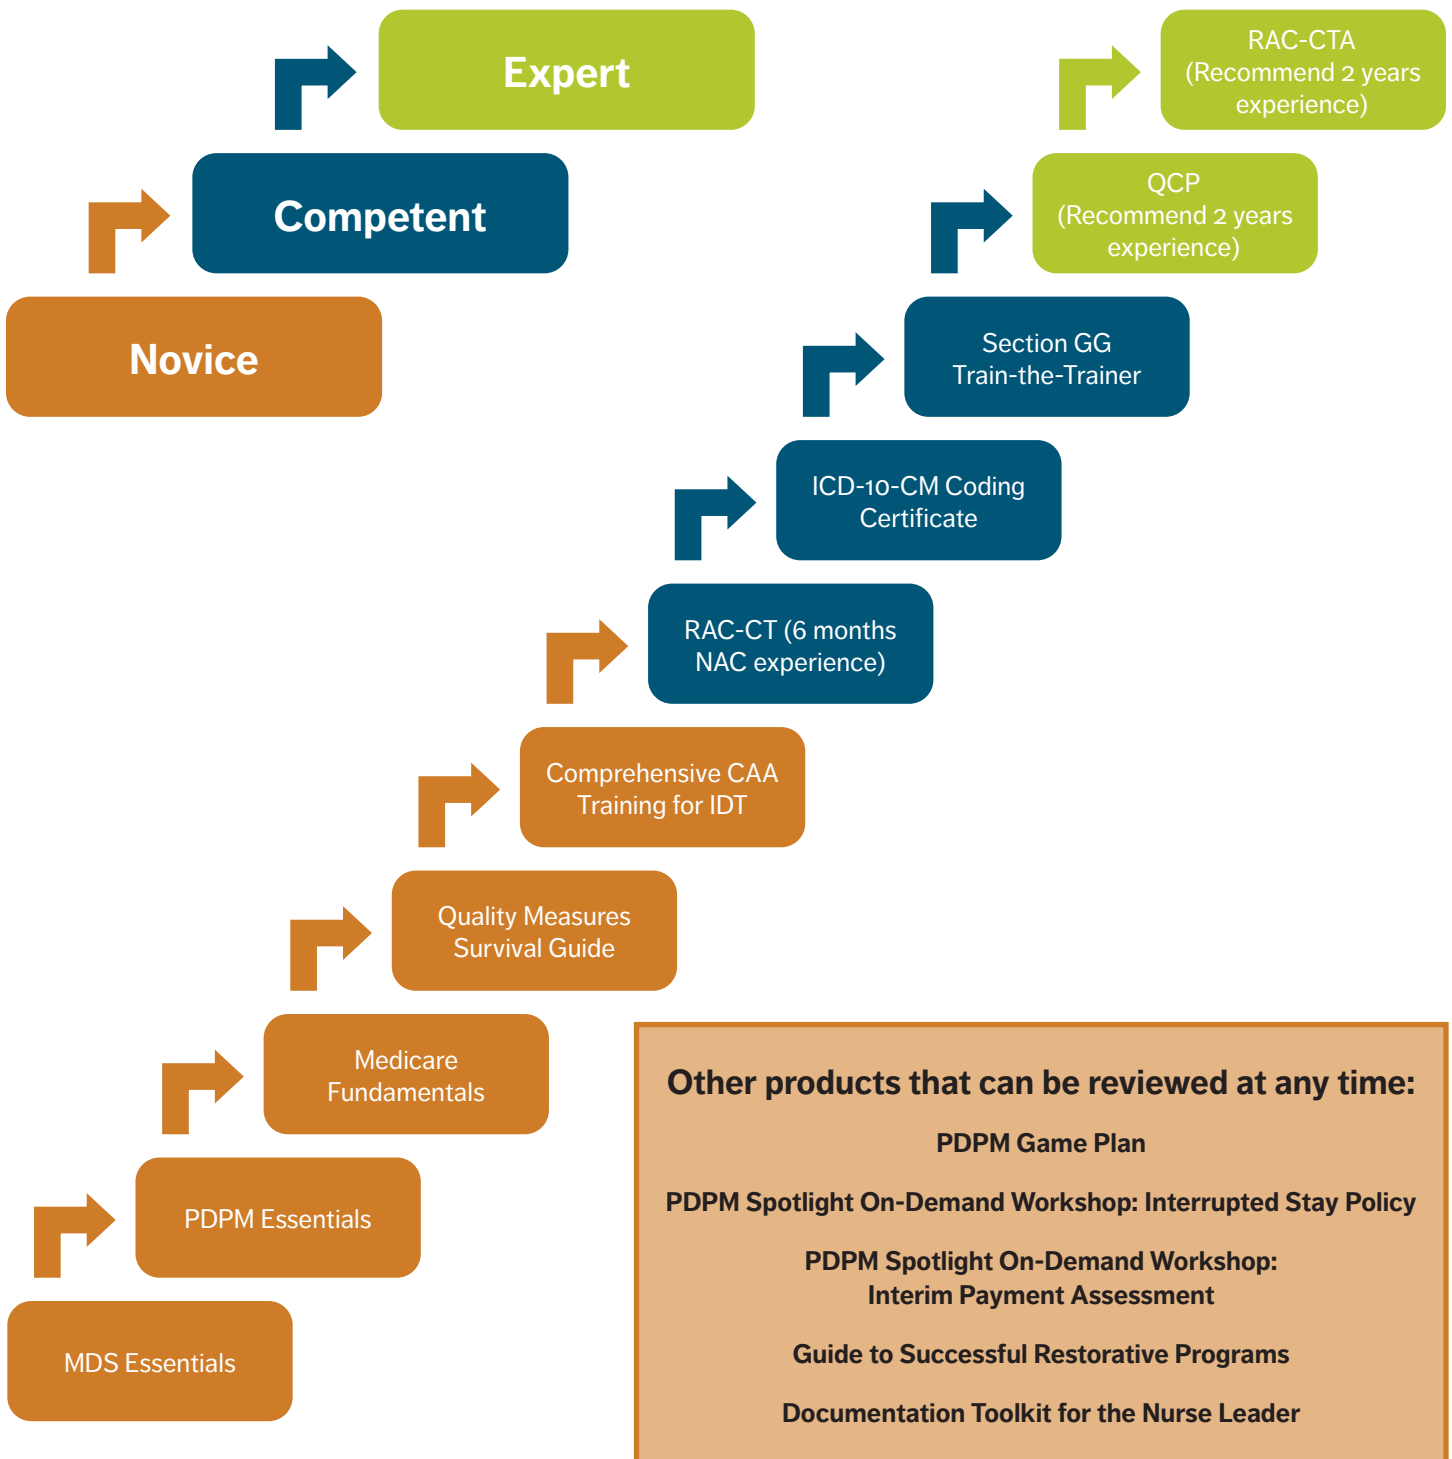 Expert
Competent
Novice
RAC-CTA
(Recommend 2 years
experience)
QCP
(Recommend 2 years
experience)
Section GG
Train-the-Trainer
ICD-10-CM Coding
Certificate
RAC-CT (6 months
NAC experience)
Comprehensive CAA
Training for IDT
Quality Measures
Survival Guide
Medicare
Fundamentals
PDPM Essentials
MDS Essentials
Other products that can be reviewed at any time:
PDPM Game Plan
PDPM Spotlight On-Demand Workshop: Interrupted Stay Policy
PDPM Spotlight On-Demand Workshop:
Interim Payment Assessment
Guide to Successful Restorative Programs
Documentation Toolkit for the Nurse Leader